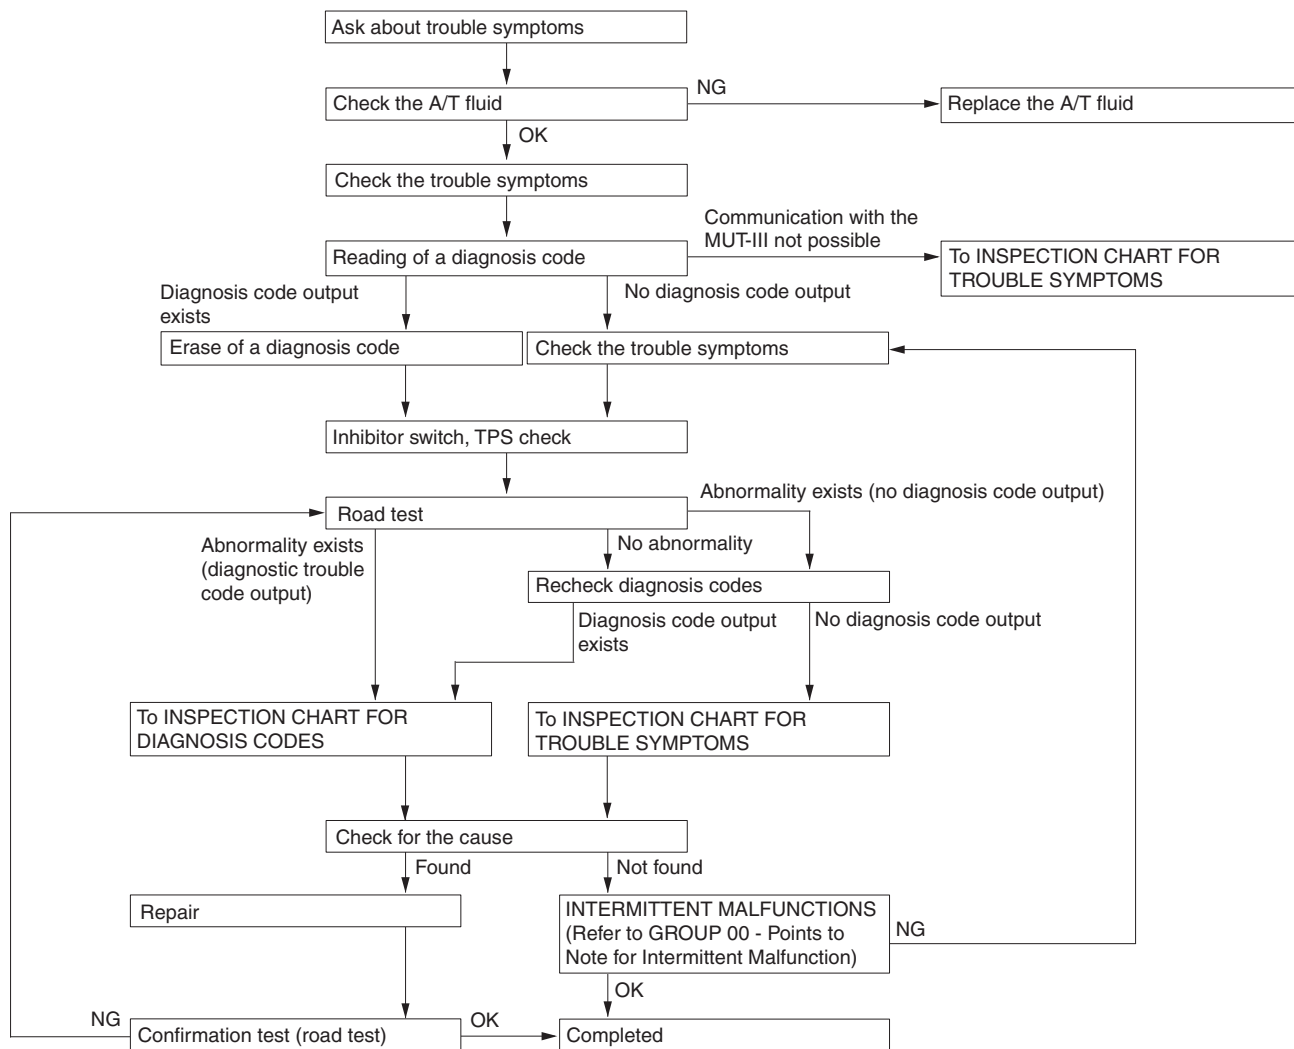 Ask about trouble symptoms
NG
Check the A/T fluid
Replace the A/T fluid
OK
Check the trouble symptoms
Communication with the
MUT-III not possible
Reading of a diagnosis code
To INSPECTION CHART FOR
TROUBLE SYMPTOMS
Diagnosis code output
exists
No diagnosis code output
Erase of a diagnosis code
Check the trouble symptoms
Inhibitor switch, TPS check
Abnormality exists (no diagnosis code output)
Road test
Abnormality exists
(diagnostic trouble
code output)
No abnormality
Recheck diagnosis codes
Diagnosis code output
exists
No diagnosis code output
To INSPECTION CHART FOR
DIAGNOSIS CODES
To INSPECTION CHART FOR
TROUBLE SYMPTOMS
Check for the cause
Found
Not found
Repair
INTERMITTENT MALFUNCTIONS
(Refer to GROUP 00 - Points to
Note for Intermittent Malfunction)
NG
OK
NG
Confirmation test (road test)
OK
Completed